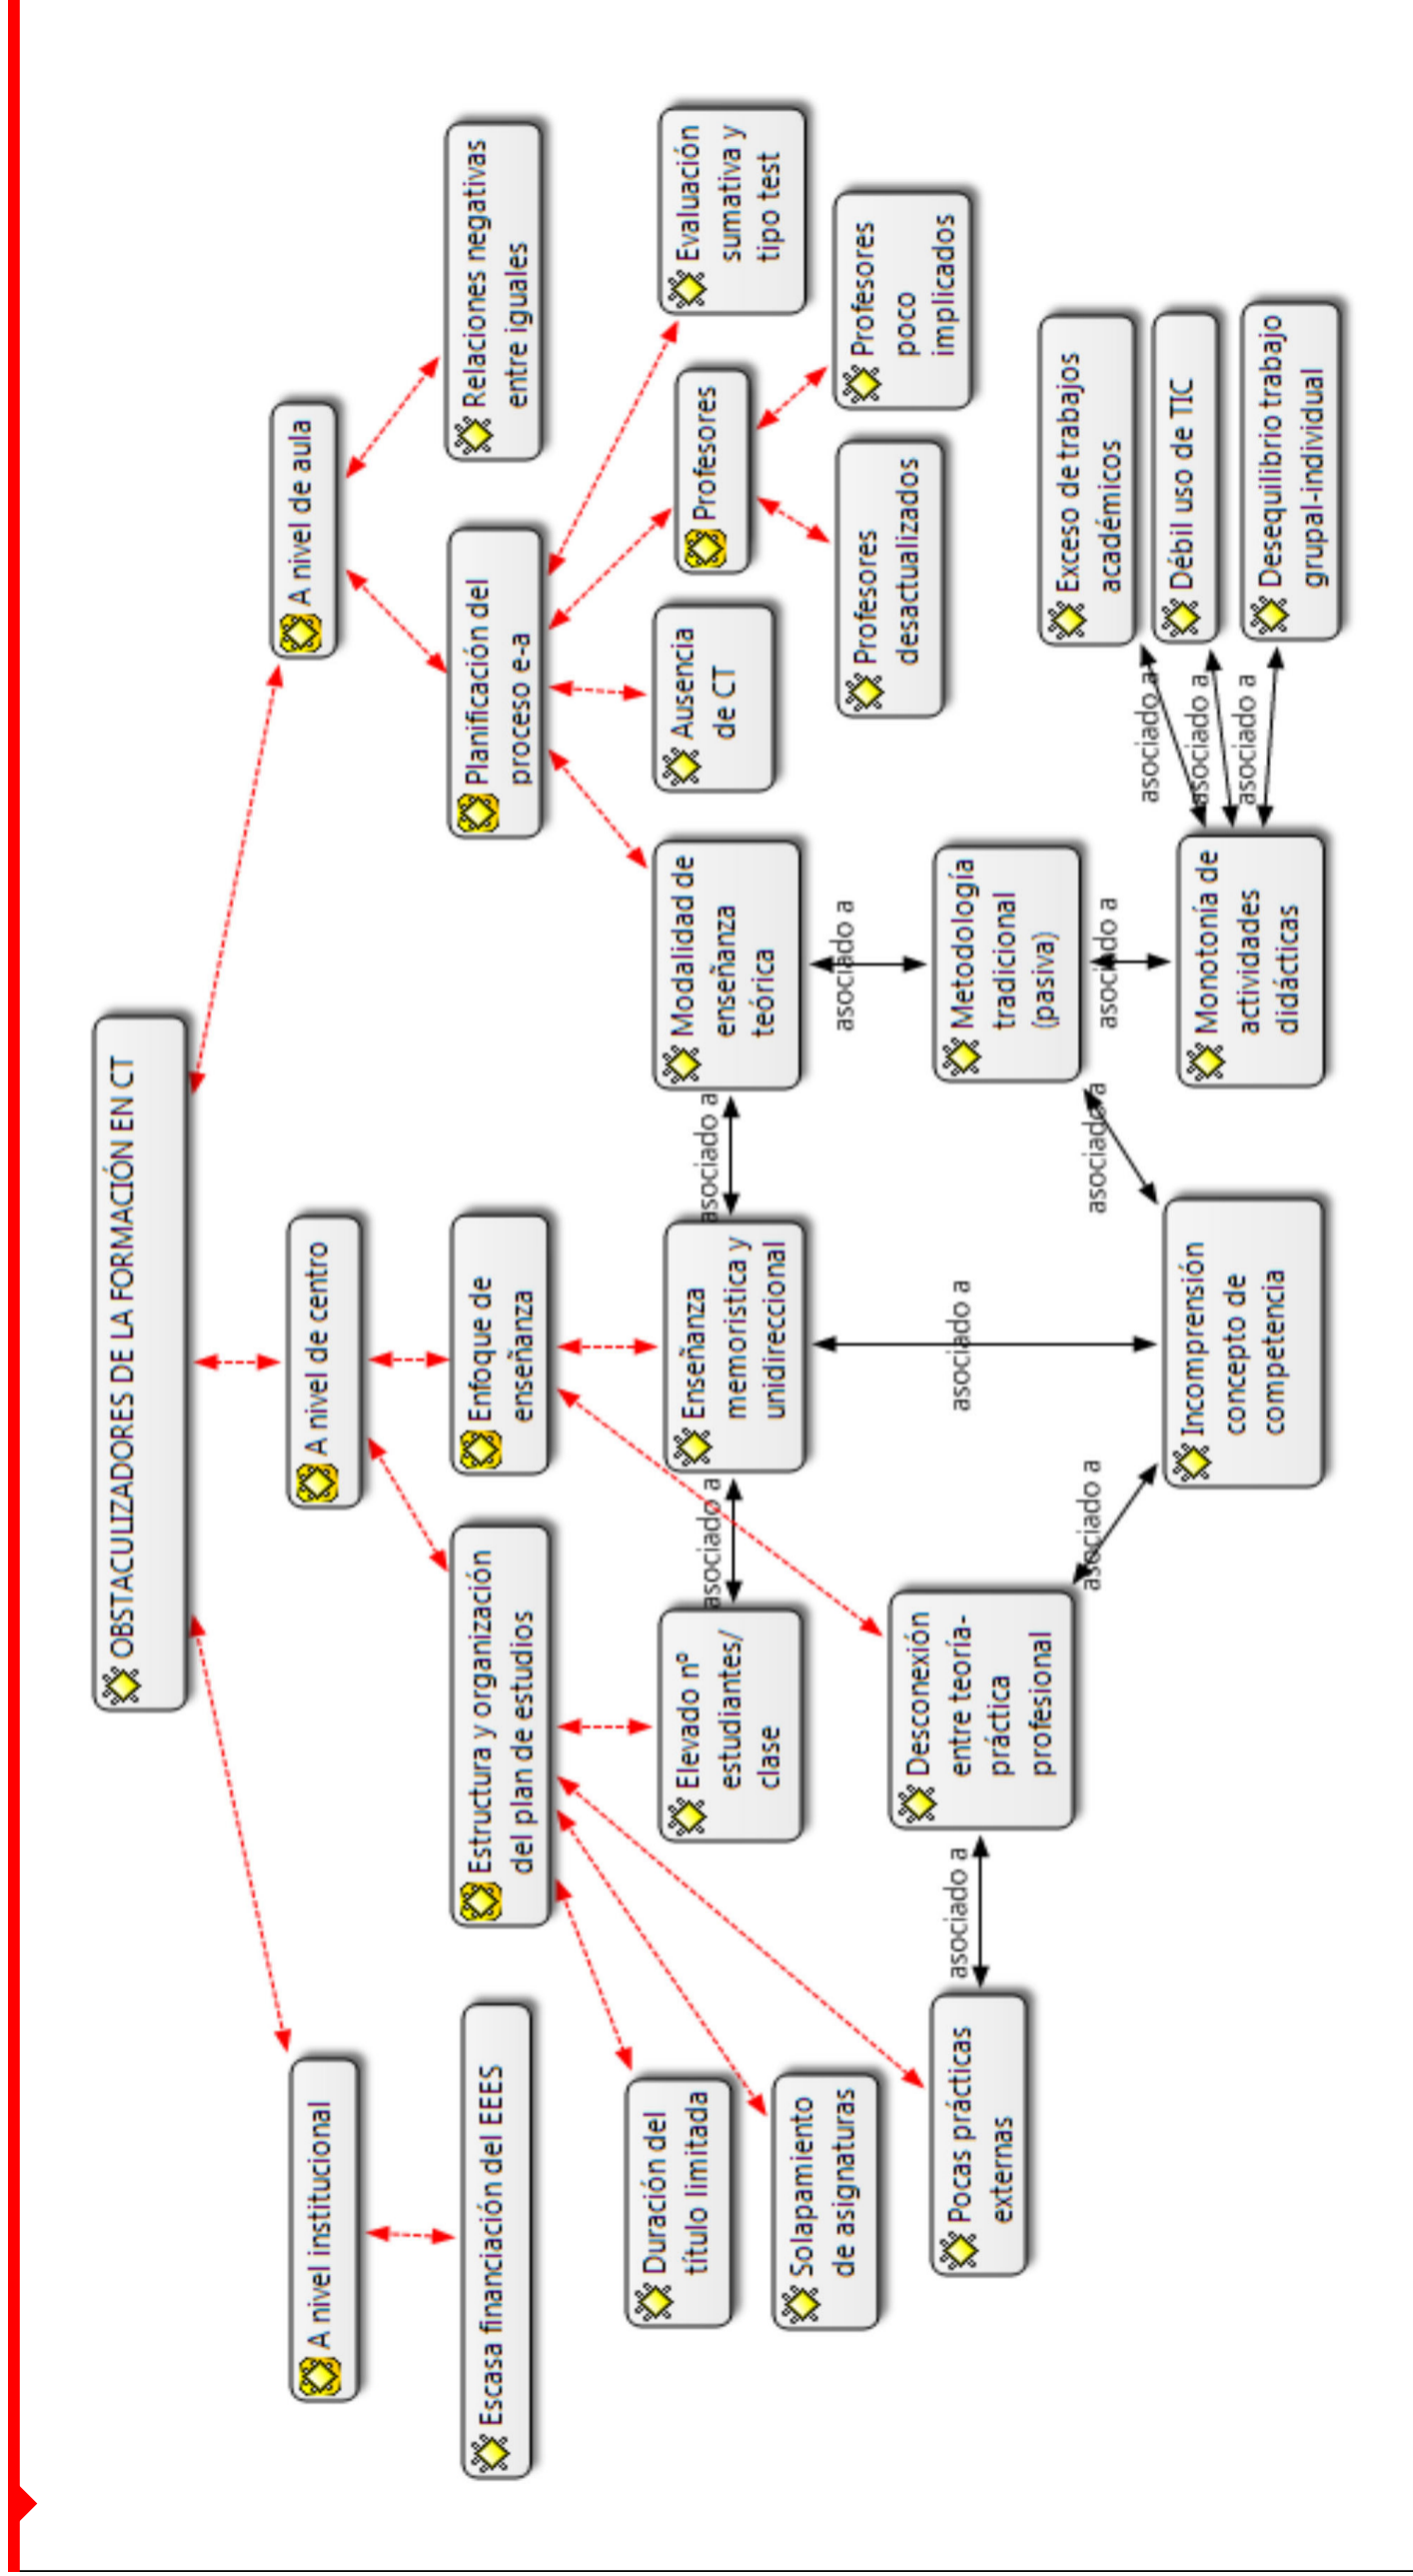 OBSTACULIZADORES DE LA FORMACIÓN EN CT
A nivel institucional
A nivel de centro
A nivel de aula
Escasa financiación del EEES
Estructura y organización
del plan de estudios
Enfoque de
enseñanza
Planificación del
proceso e-a
Relaciones negativas
entre iguales
Duración del
título limitada
Elevado nº
estudiantes/
clase
asociado a
Enseñanza
memorística y
unidireccional
asociado a
Modalidad de
enseñanza
teórica
Ausencia
de CT
Profesores
Evaluación
sumativa y
tipo test
Solapamiento
de asignaturas
asociado a
Profesores
desactualizados
Profesores
poco
implicados
Pocas prácticas
externas
asociado a
Desconexión
entre teoría-
práctica
profesional
asociado a
Metodología
tradicional
(pasiva)
asociado a
asociado a
asociado a
Exceso de trabajos
académicos
asociado a
Débil uso de TIC
asociado a
Desequilibrio trabajo
grupal-individual
asociado a
Incomprensión
concepto de
competencia
Monotonía de
actividades
didácticas